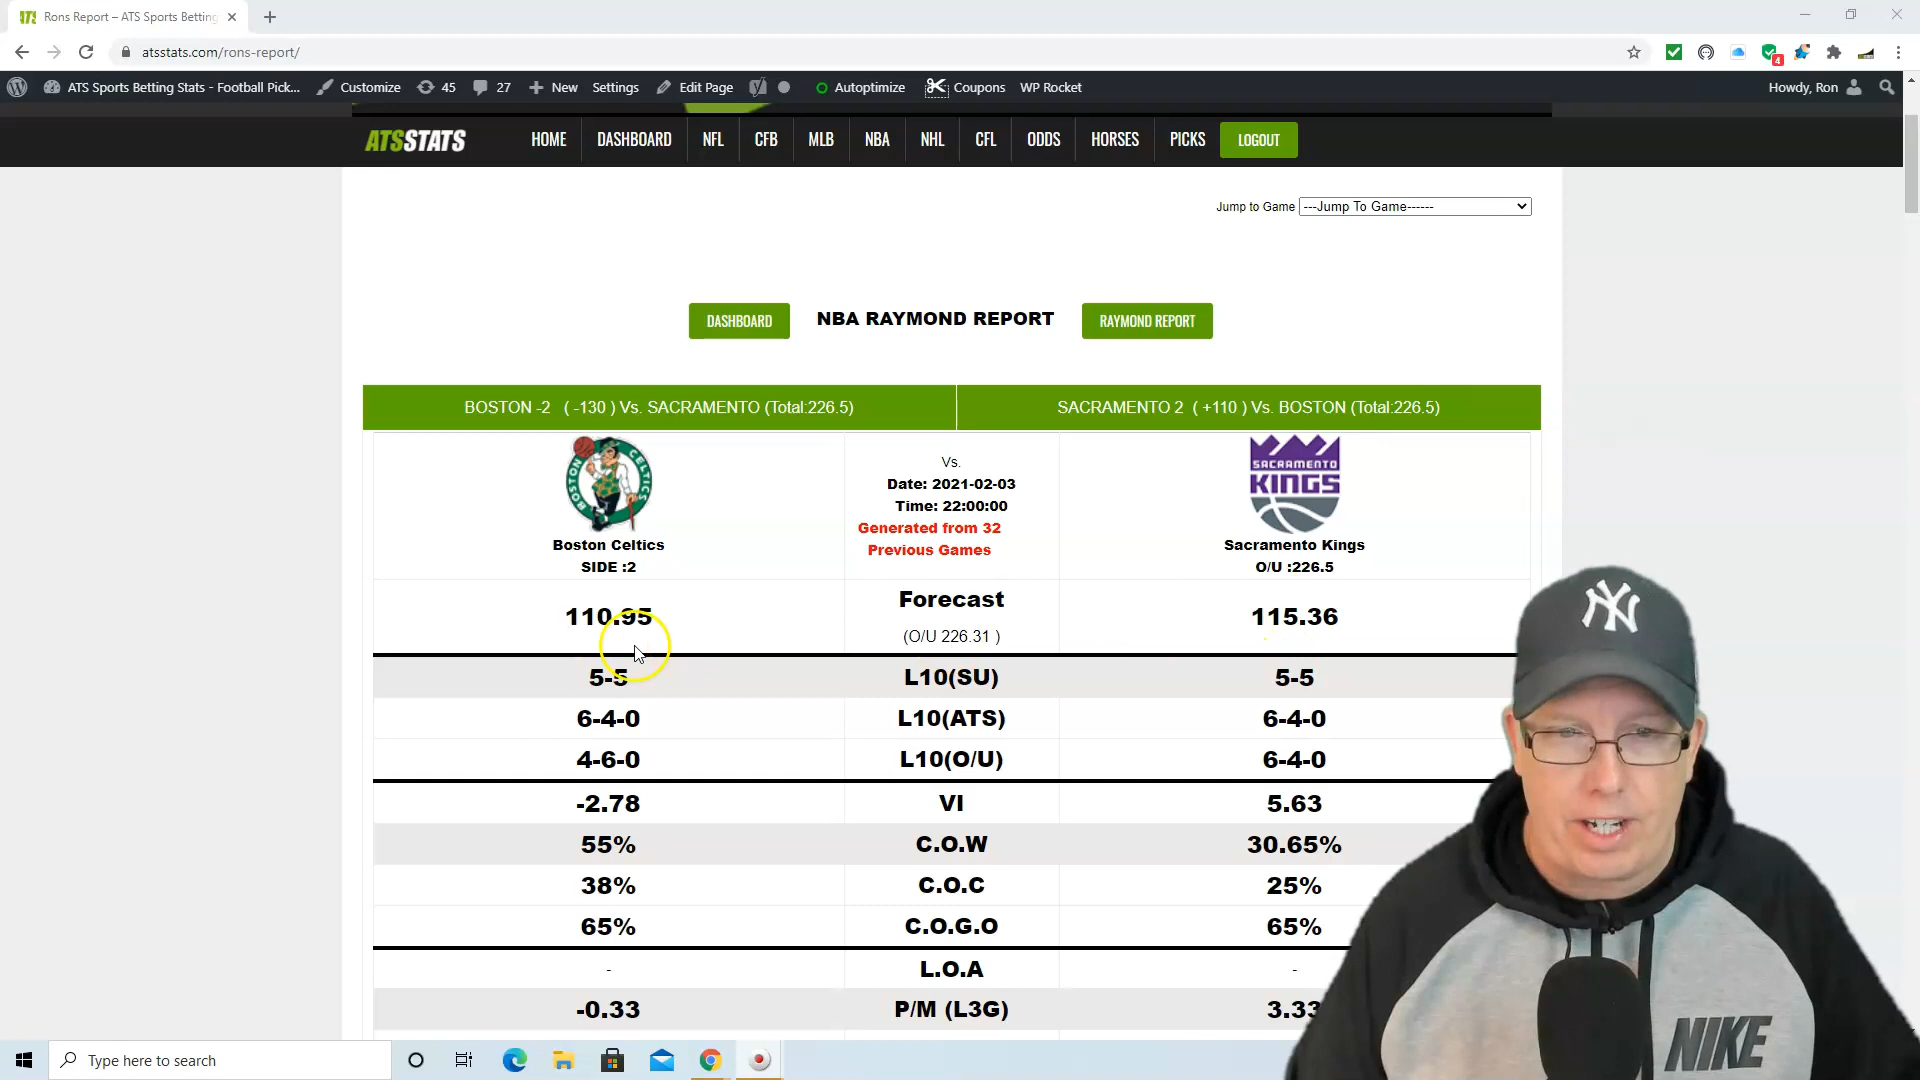 Rons Report – ATS Sports Betting
atsstats.com/rons-report/
4
ATS Sports Betting Stats - Football Pick... Customize 45 27 New Settings Edit Page Autoptimize Coupons WP Rocket Howdy, Ron
ATSSTATS HOME DASHBOARD NFL CFB MLB NBA NHL CFL ODDS HORSES PICKS LOGOUT
Jump to Game ---Jump To Game------
DASHBOARD NBA RAYMOND REPORT RAYMOND REPORT
BOSTON -2 ( -130 ) Vs. SACRAMENTO (Total:226.5) SACRAMENTO 2 ( +110 ) Vs. BOSTON (Total:226.5)
BOSTON CELTICS
SACRAMENTO
KINGS
Vs.
Date: 2021-02-03
Time: 22:00:00
Generated from 32
Previous Games
Boston Celtics Sacramento Kings
SIDE :2 O/U :226.5
110.95 Forecast 115.36
(O/U 226.31 )
5-5 L10(SU) 5-5
6-4-0 L10(ATS) 6-4-0
4-6-0 L10(O/U) 6-4-0
-2.78 VI 5.63
55% C.O.W 30.65%
38% C.O.C 25%
65% C.O.G.O 65%
- L.O.A -
-0.33 P/M (L3G) 3.33
NY
NIKE
Type here to search